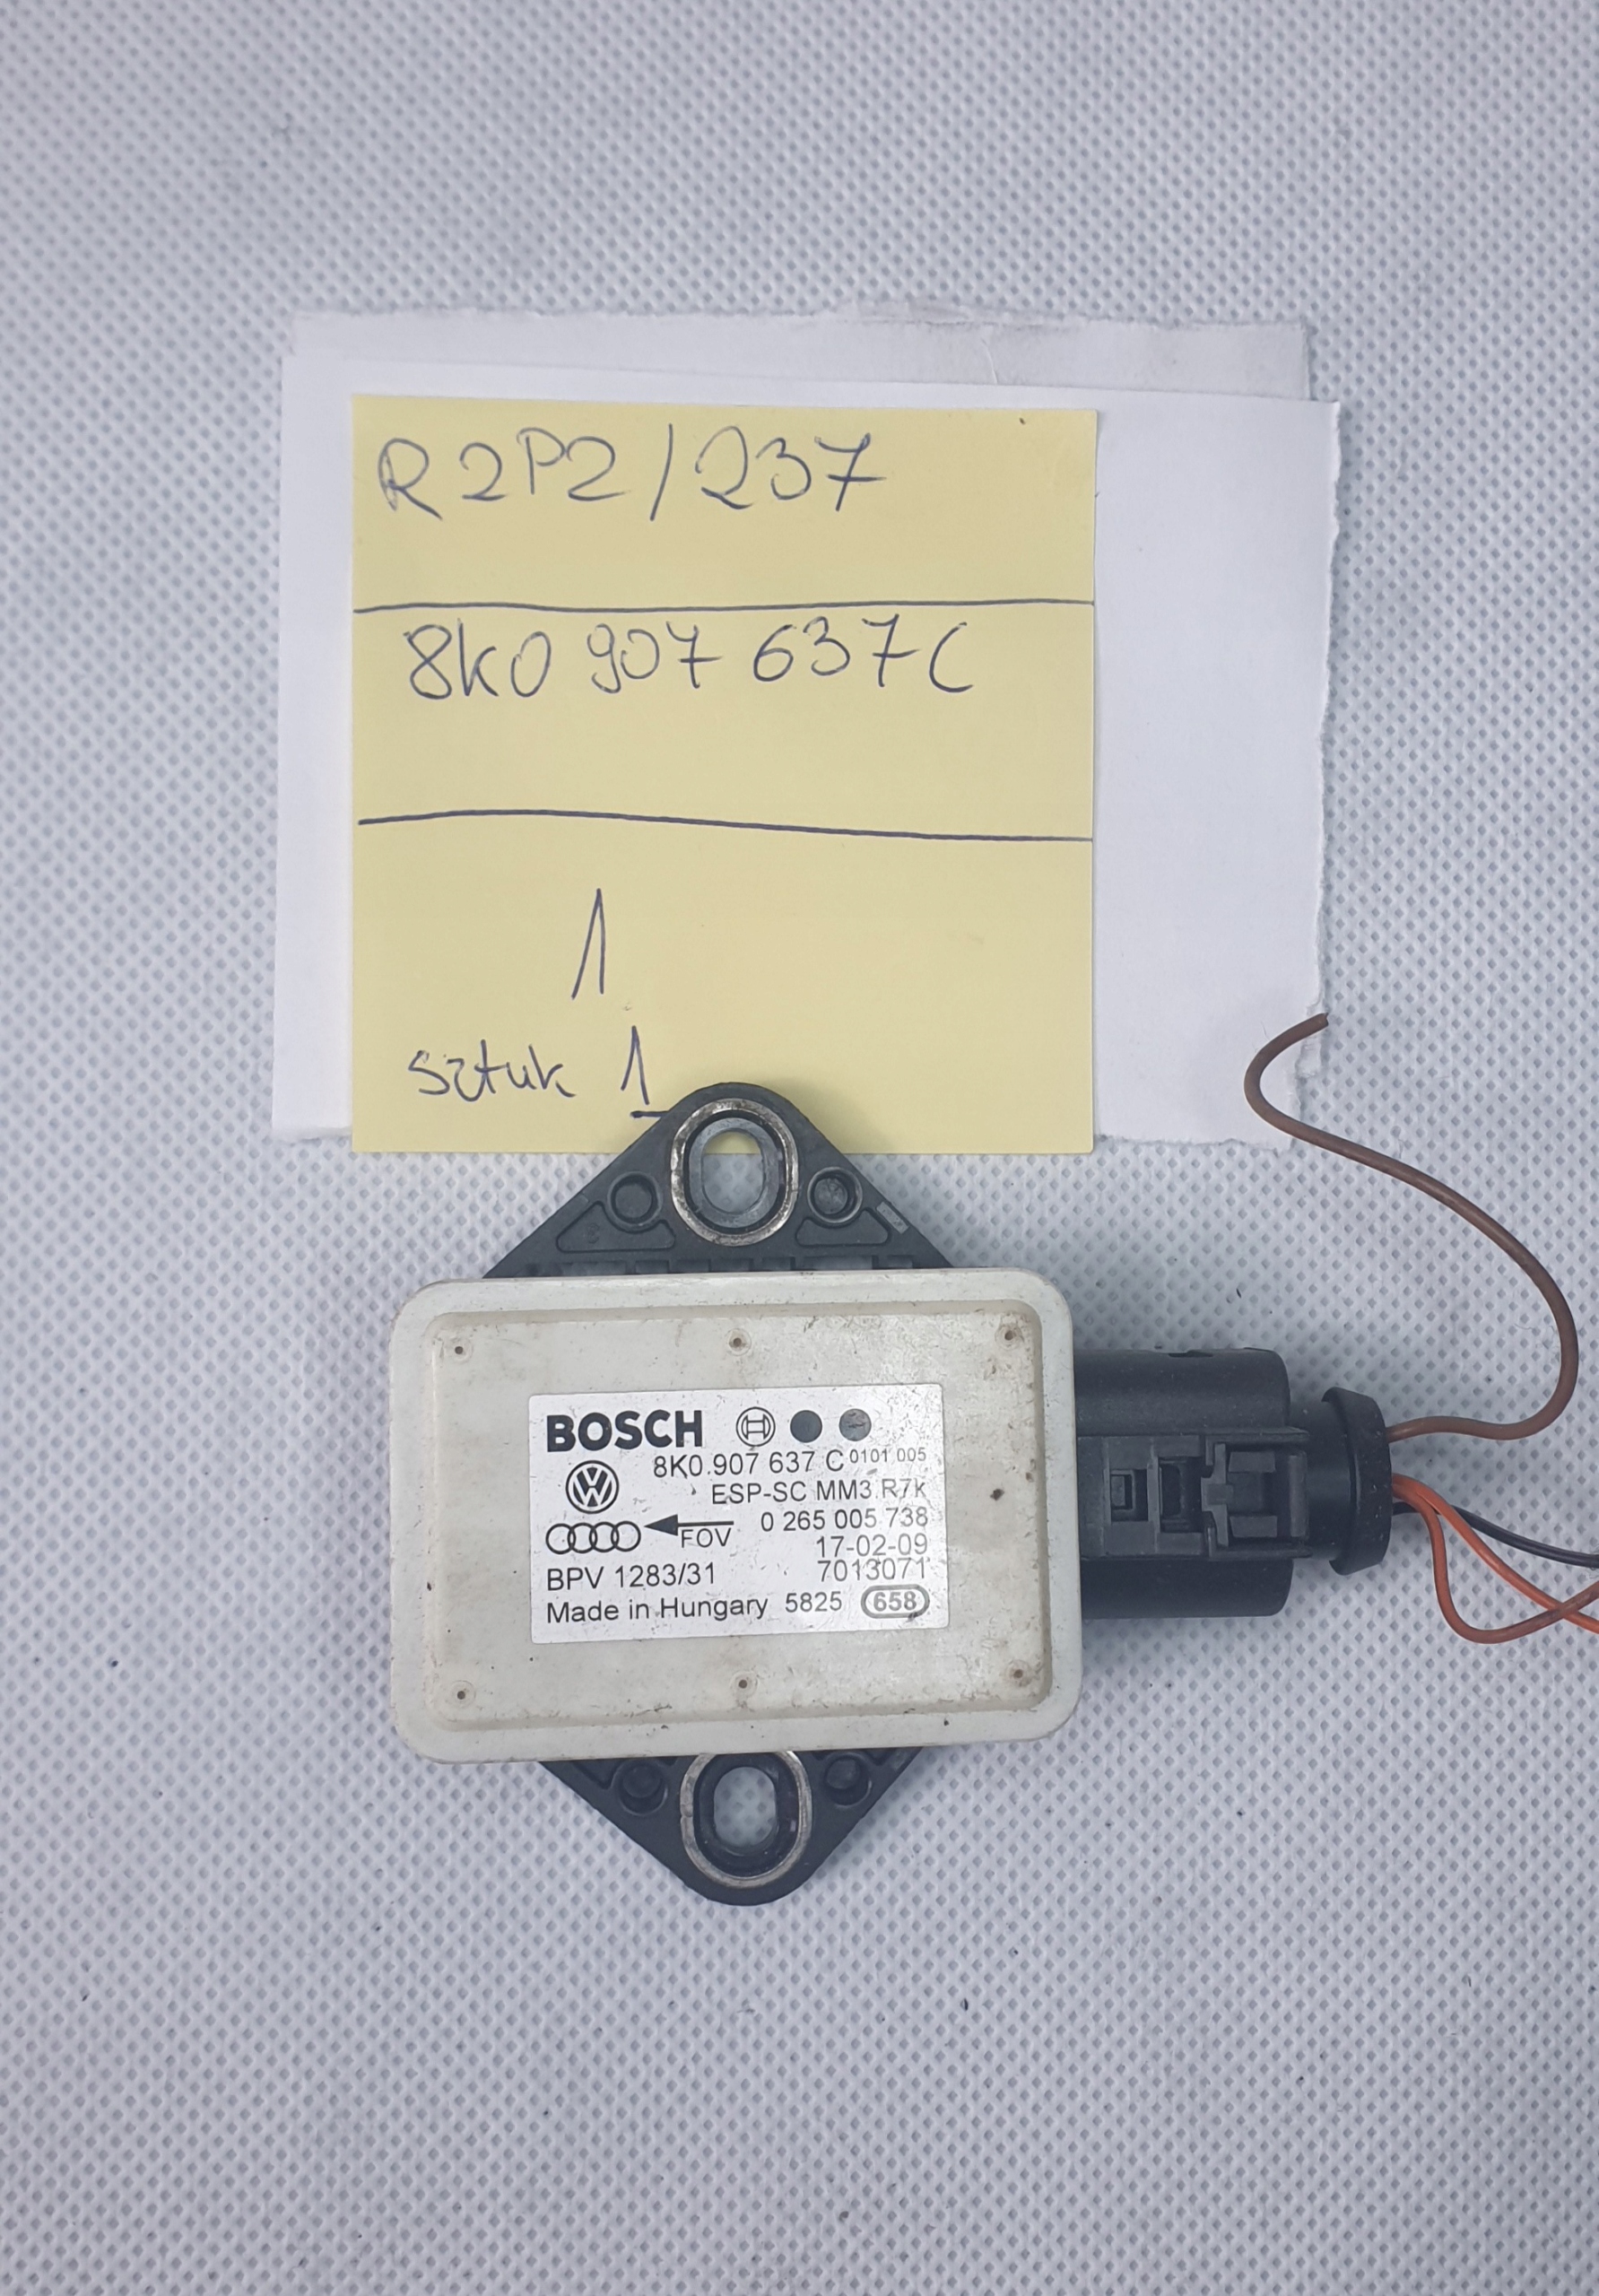 R2P2/237
8K0 907 637C
1
sztuk 1
BOSCH
8K0 907 637 C 0101 005
ESP-SC MM3 R7k
FOV 0 265 005 738
17-02-09
BPV 1283/31 7013071
Made in Hungary 5825 658